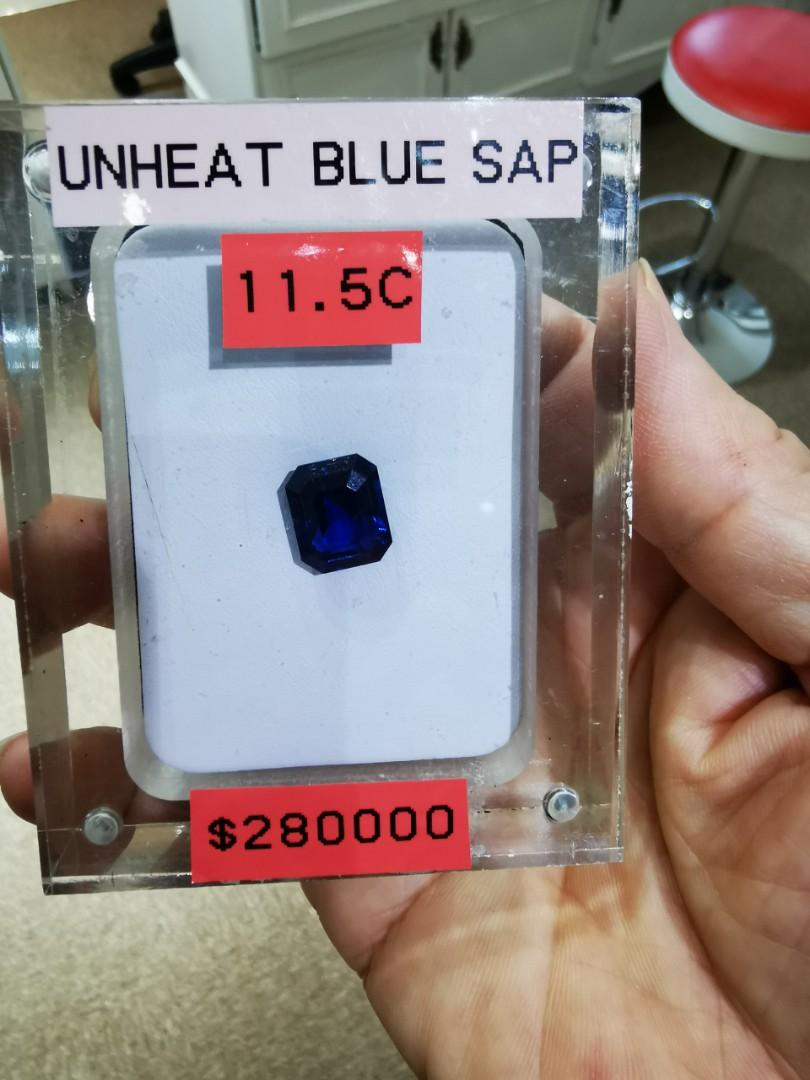 UNHEAT BLUE SAP
11.5C
$280000